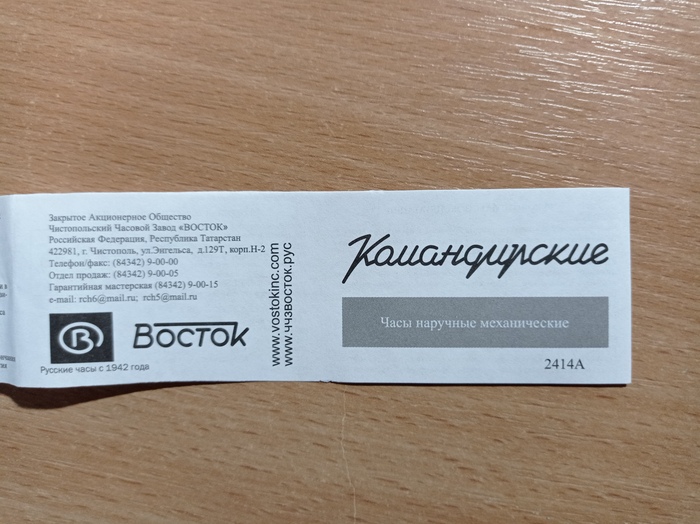 Закрытое Акционерное Общество
Чистопольский Часовой Завод «ВОСТОК»
Российская Федерация, Республика Татарстан
422981, г. Чистополь, ул.Энгельса, д.129Т, корп.Н-2
Телефон/факс: (84342) 9-00-00
Отдел продаж: (84342) 9-00-05
Гарантийная мастерская (84342) 9-00-15
e-mail: rch6@mail.ru; rch5@mail.ru
В ВОСТОК
Русские часы с 1942 года
www.vostokinc.com
www.ччзвосток.рус
Командирские
Часы наручные механические
2414А